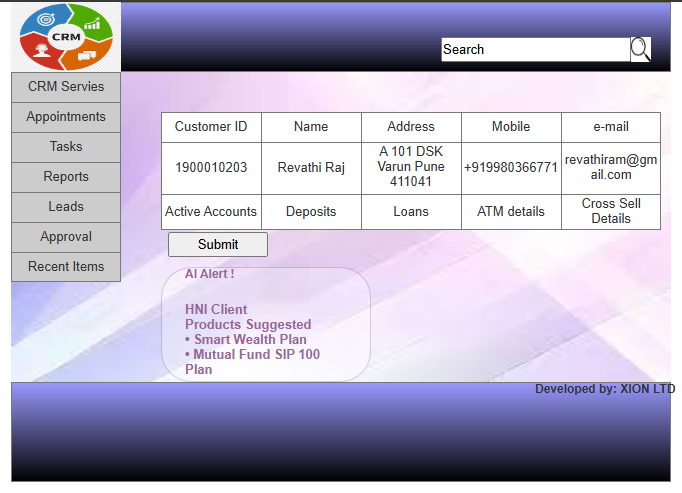 CRM
Search
CRM Servies
Appointments
Tasks
Reports
Leads
Approval
Recent Items
Customer ID
Name
Address
Mobile
e-mail
1900010203
Revathi Raj
A 101 DSK
Varun Pune
411041
+919980366771
revathiram@gm
ail.com
Active Accounts
Deposits
Loans
ATM details
Cross Sell
Details
Submit
AI Alert !
HNI Client
Products Suggested
• Smart Wealth Plan
• Mutual Fund SIP 100
Plan
Developed by: XION LTD